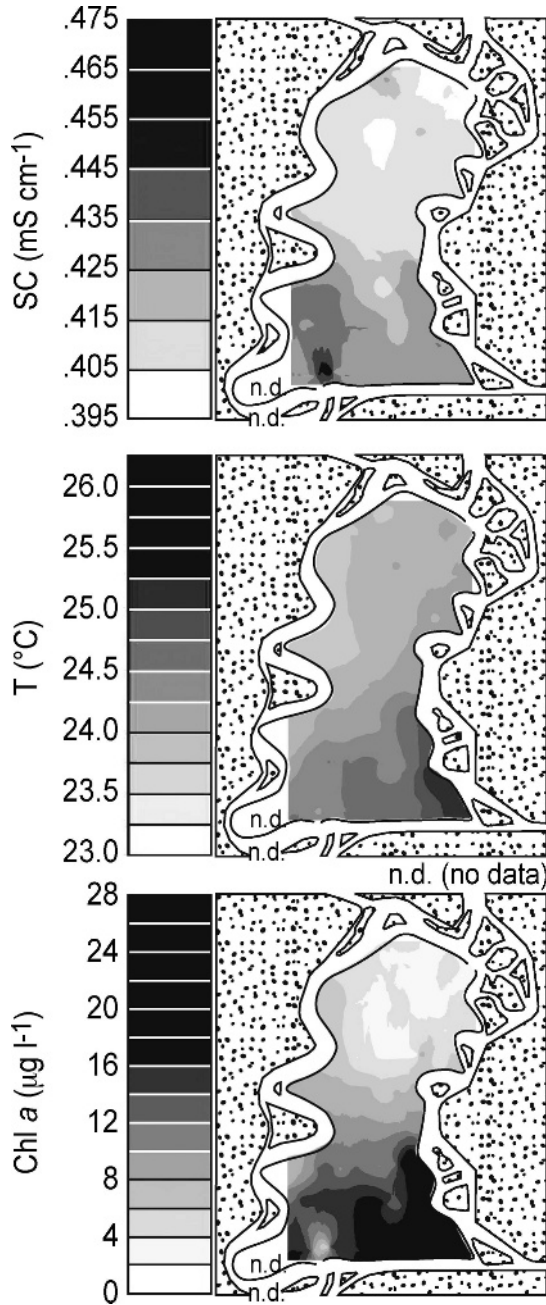 .475
.465
.455
.445
.435
.425
.415
.405
.395
SC (mS cm-1)
n.d.
n.d.
26.0
25.5
25.0
24.5
24.0
23.5
23.0
T (°C)
n.d.
n.d.
n.d. (no data)
28
24
20
16
12
8
4
0
Chl a (µg l-1)
n.d.
n.d.